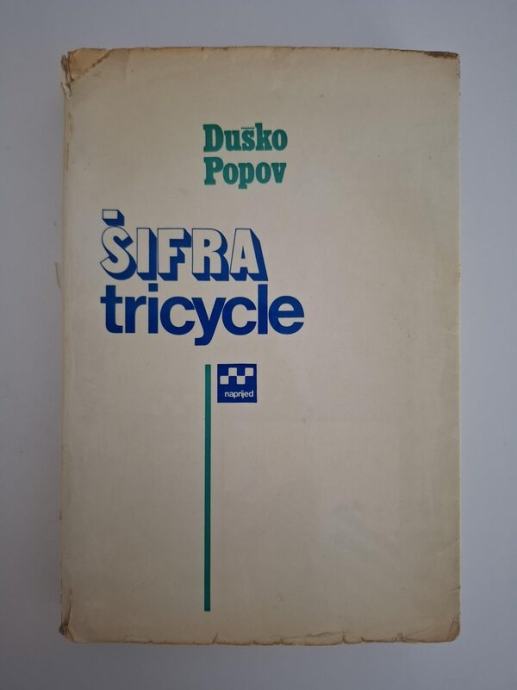 Duško
Popov
ŠIFRA
tricycle
naprijed